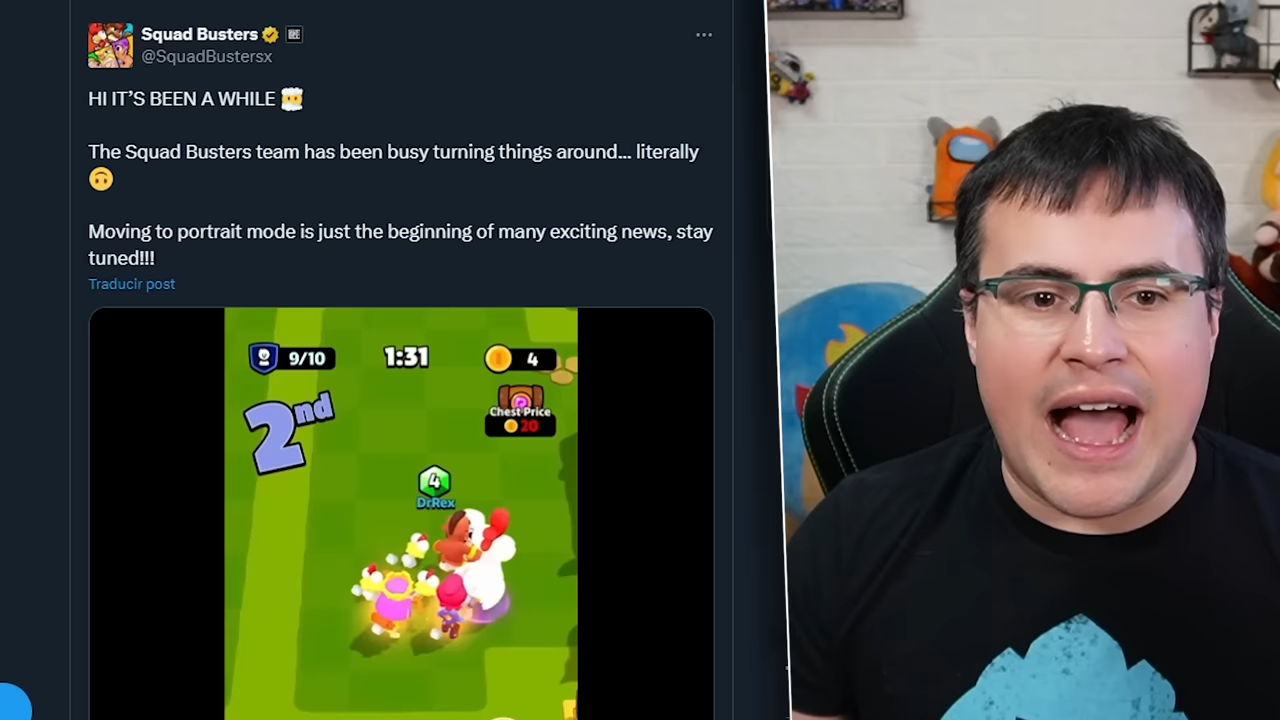 Squad Busters
@SquadBustersx
HI IT’S BEEN A WHILE
The Squad Busters team has been busy turning things around... literally
🙃
Moving to portrait mode is just the beginning of many exciting news, stay
tuned!!!
Traducir post
9/10
1:31
4
2nd
Chest Price
20
4
DrRex